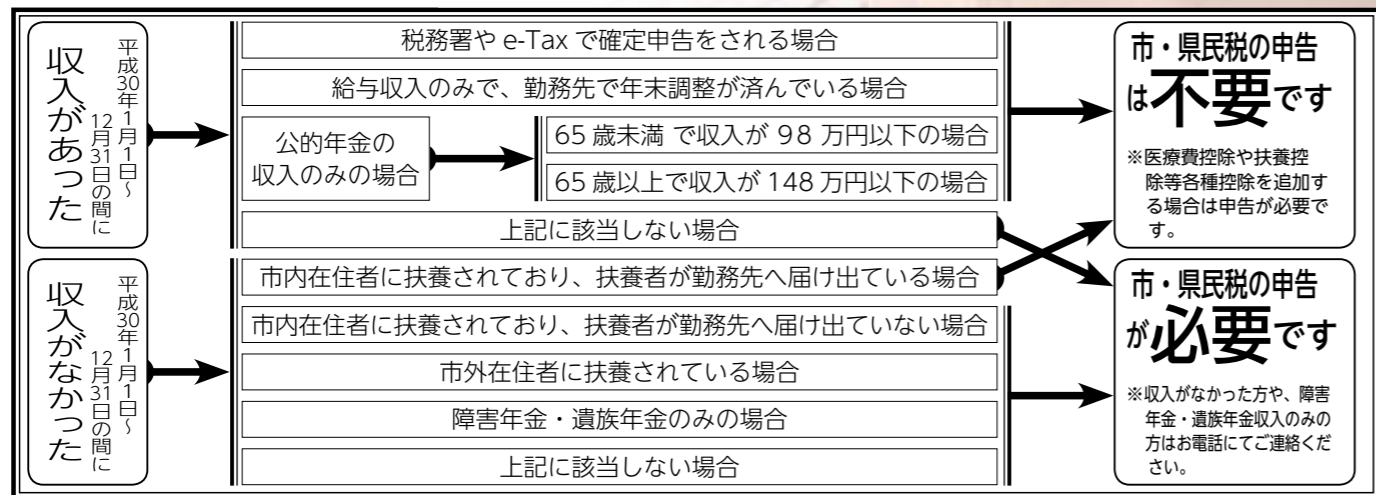 平成30年1月1日～
12月31日の間に
収入があった
税務署や e-Tax で確定申告をされる場合
給与収入のみで、勤務先で年末調整が済んでいる場合
公的年金の
収入のみの場合
65 歳未満 で収入が 98 万円以下の場合
65 歳以上で収入が 148 万円以下の場合
上記に該当しない場合
平成30年1月1日～
12月31日の間に
収入がなかった
市内在住者に扶養されており、扶養者が勤務先へ届け出ている場合
市内在住者に扶養されており、扶養者が勤務先へ届け出ていない場合
市外在住者に扶養されている場合
障害年金・遺族年金のみの場合
上記に該当しない場合
市・県民税の申告
は不要です
※医療費控除や扶養控
除等各種控除を追加す
る場合は申告が必要で
す。
市・県民税の申告
が必要です
※収入がなかった方や、障害
年金・遺族年金収入のみの
方はお電話にてご連絡くだ
さい。